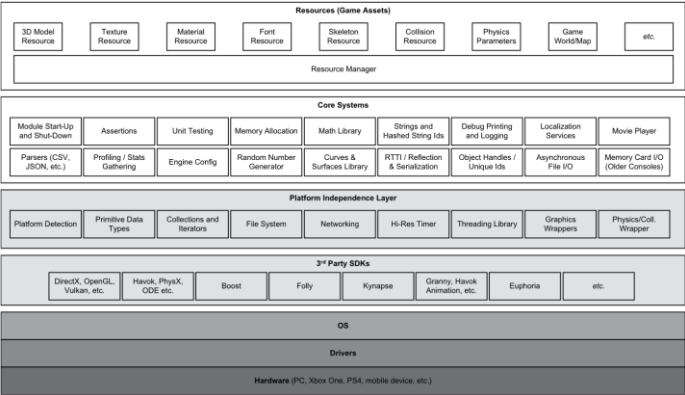 Resources (Game Assets)
3D Model
Resource
Texture
Resource
Material
Resource
Font
Resource
Skeleton
Resource
Collision
Resource
Physics
Parameters
Game
World/Map
etc.
Resource Manager
Core Systems
Module Start-Up
and Shut-Down
Assertions
Unit Testing
Memory Allocation
Math Library
Strings and
Hashed String Ids
Debug Printing
and Logging
Localization
Services
Movie Player
Parsers (CSV,
JSON, etc.)
Profiling / Stats
Gathering
Engine Config
Random Number
Generator
Curves &
Surfaces Library
RTTI / Reflection
& Serialization
Object Handles /
Unique Ids
Asynchronous
File I/O
Memory Card I/O
(Older Consoles)
Platform Independence Layer
Platform Detection
Primitive Data
Types
Collections and
Iterators
File System
Networking
Hi-Res Timer
Threading Library
Graphics
Wrappers
Physics/Coll.
Wrapper
3rd Party SDKs
DirectX, OpenGL,
Vulkan, etc.
Havok, PhysX,
ODE etc.
Boost
Folly
Kynapse
Granny, Havok
Animation, etc.
Euphoria
etc.
OS
Drivers
Hardware (PC, Xbox One, PS4, mobile device, etc.)